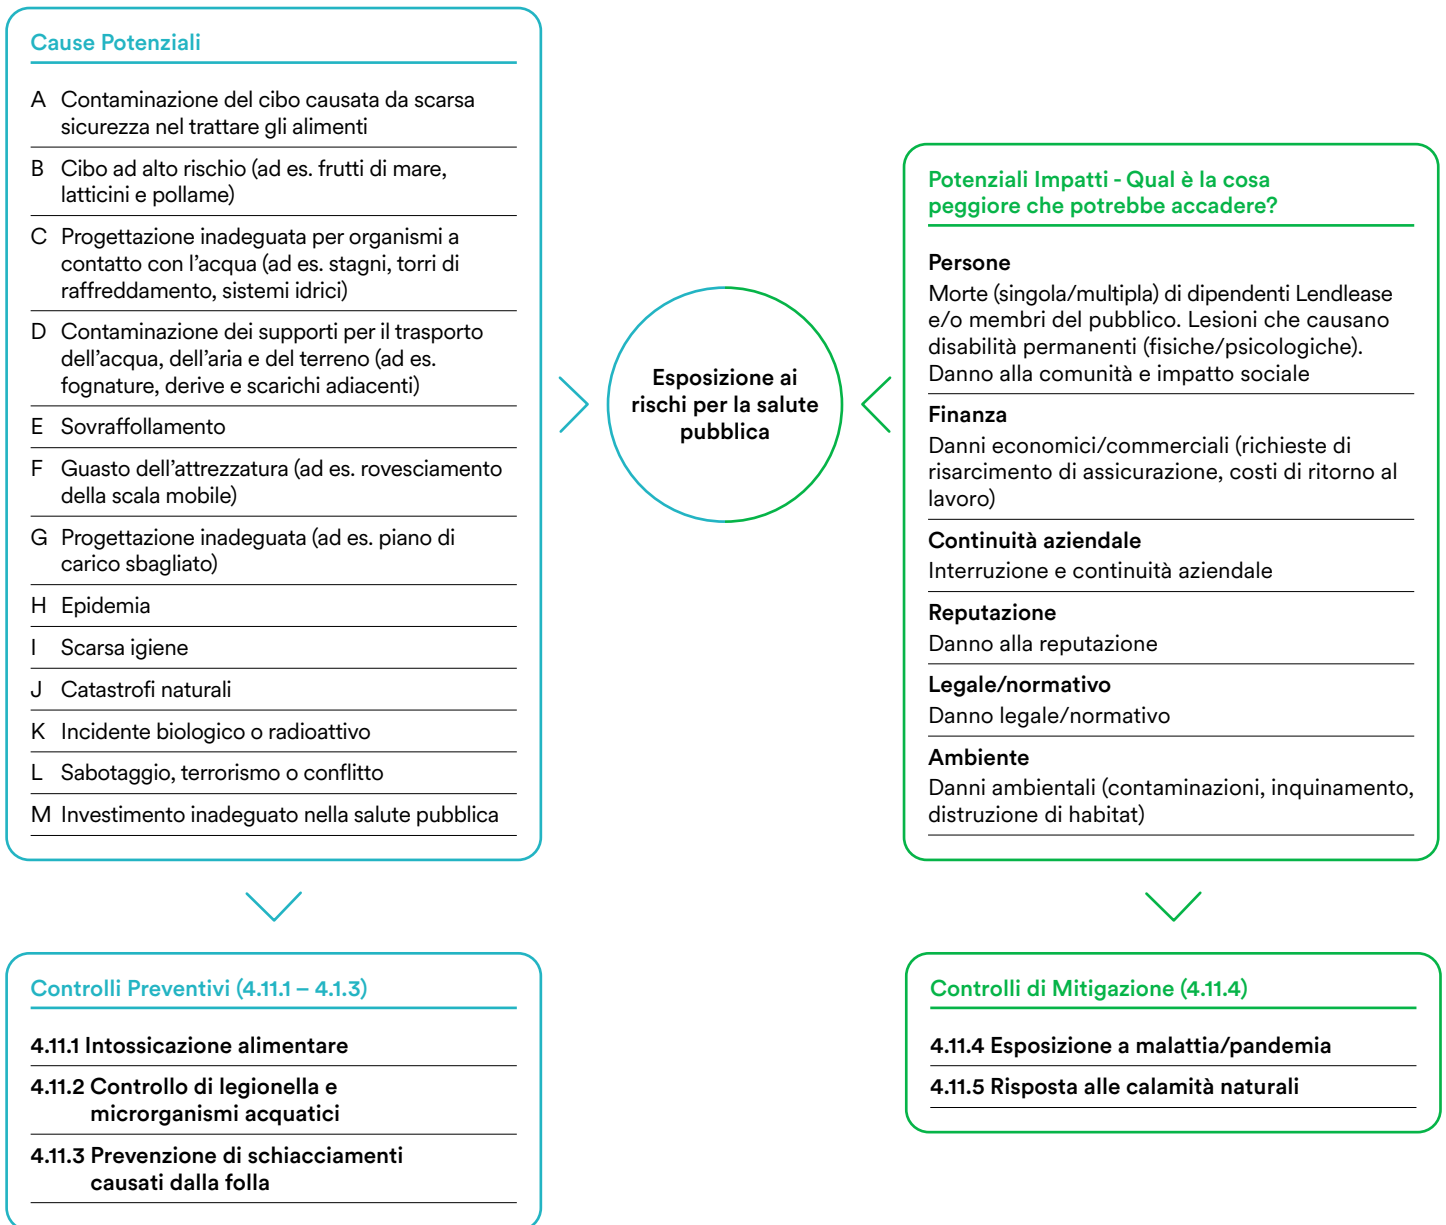 Cause Potenziali
A Contaminazione del cibo causata da scarsa
sicurezza nel trattare gli alimenti
B Cibo ad alto rischio (ad es. frutti di mare,
latticini e pollame)
C Progettazione inadeguata per organismi a
contatto con l’acqua (ad es. stagni, torri di
raffreddamento, sistemi idrici)
D Contaminazione dei supporti per il trasporto
dell’acqua, dell’aria e del terreno (ad es.
fognature, derive e scarichi adiacenti)
E Sovraffollamento
F Guasto dell’attrezzatura (ad es. rovesciamento
della scala mobile)
G Progettazione inadeguata (ad es. piano di
carico sbagliato)
H Epidemia
I Scarsa igiene
J Catastrofi naturali
K Incidente biologico o radioattivo
L Sabotaggio, terrorismo o conflitto
M Investimento inadeguato nella salute pubblica
Esposizione ai
rischi per la salute
pubblica
Potenziali Impatti - Qual è la cosa
peggiore che potrebbe accadere?
Persone
Morte (singola/multipla) di dipendenti Lendlease
e/o membri del pubblico. Lesioni che causano
disabilità permanenti (fisiche/psicologiche).
Danno alla comunità e impatto sociale
Finanza
Danni economici/commerciali (richieste di
risarcimento di assicurazione, costi di ritorno al
lavoro)
Continuità aziendale
Interruzione e continuità aziendale
Reputazione
Danno alla reputazione
Legale/normativo
Danno legale/normativo
Ambiente
Danni ambientali (contaminazioni, inquinamento,
distruzione di habitat)
Controlli Preventivi (4.11.1 – 4.1.3)
4.11.1 Intossicazione alimentare
4.11.2 Controllo di legionella e
microrganismi acquatici
4.11.3 Prevenzione di schiacciamenti
causati dalla folla
Controlli di Mitigazione (4.11.4)
4.11.4 Esposizione a malattia/pandemia
4.11.5 Risposta alle calamità naturali